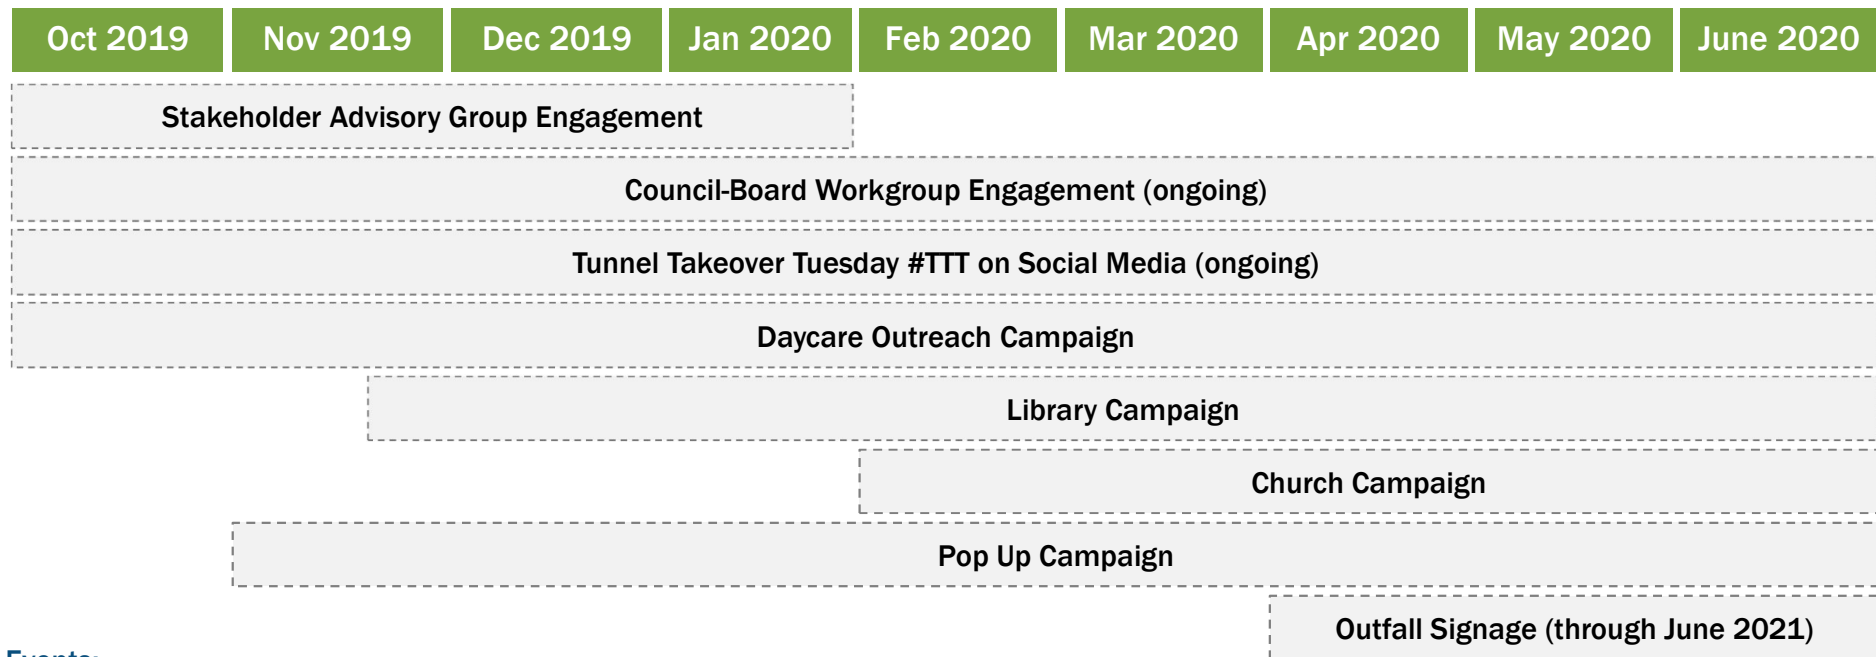 Oct 2019 Nov 2019 Dec 2019 Jan 2020 Feb 2020 Mar 2020 Apr 2020 May 2020 June 2020
Stakeholder Advisory Group Engagement
Council-Board Workgroup Engagement (ongoing)
Tunnel Takeover Tuesday #TTT on Social Media (ongoing)
Daycare Outreach Campaign
Library Campaign
Church Campaign
Pop Up Campaign
Outfall Signage (through June 2021)
Events: